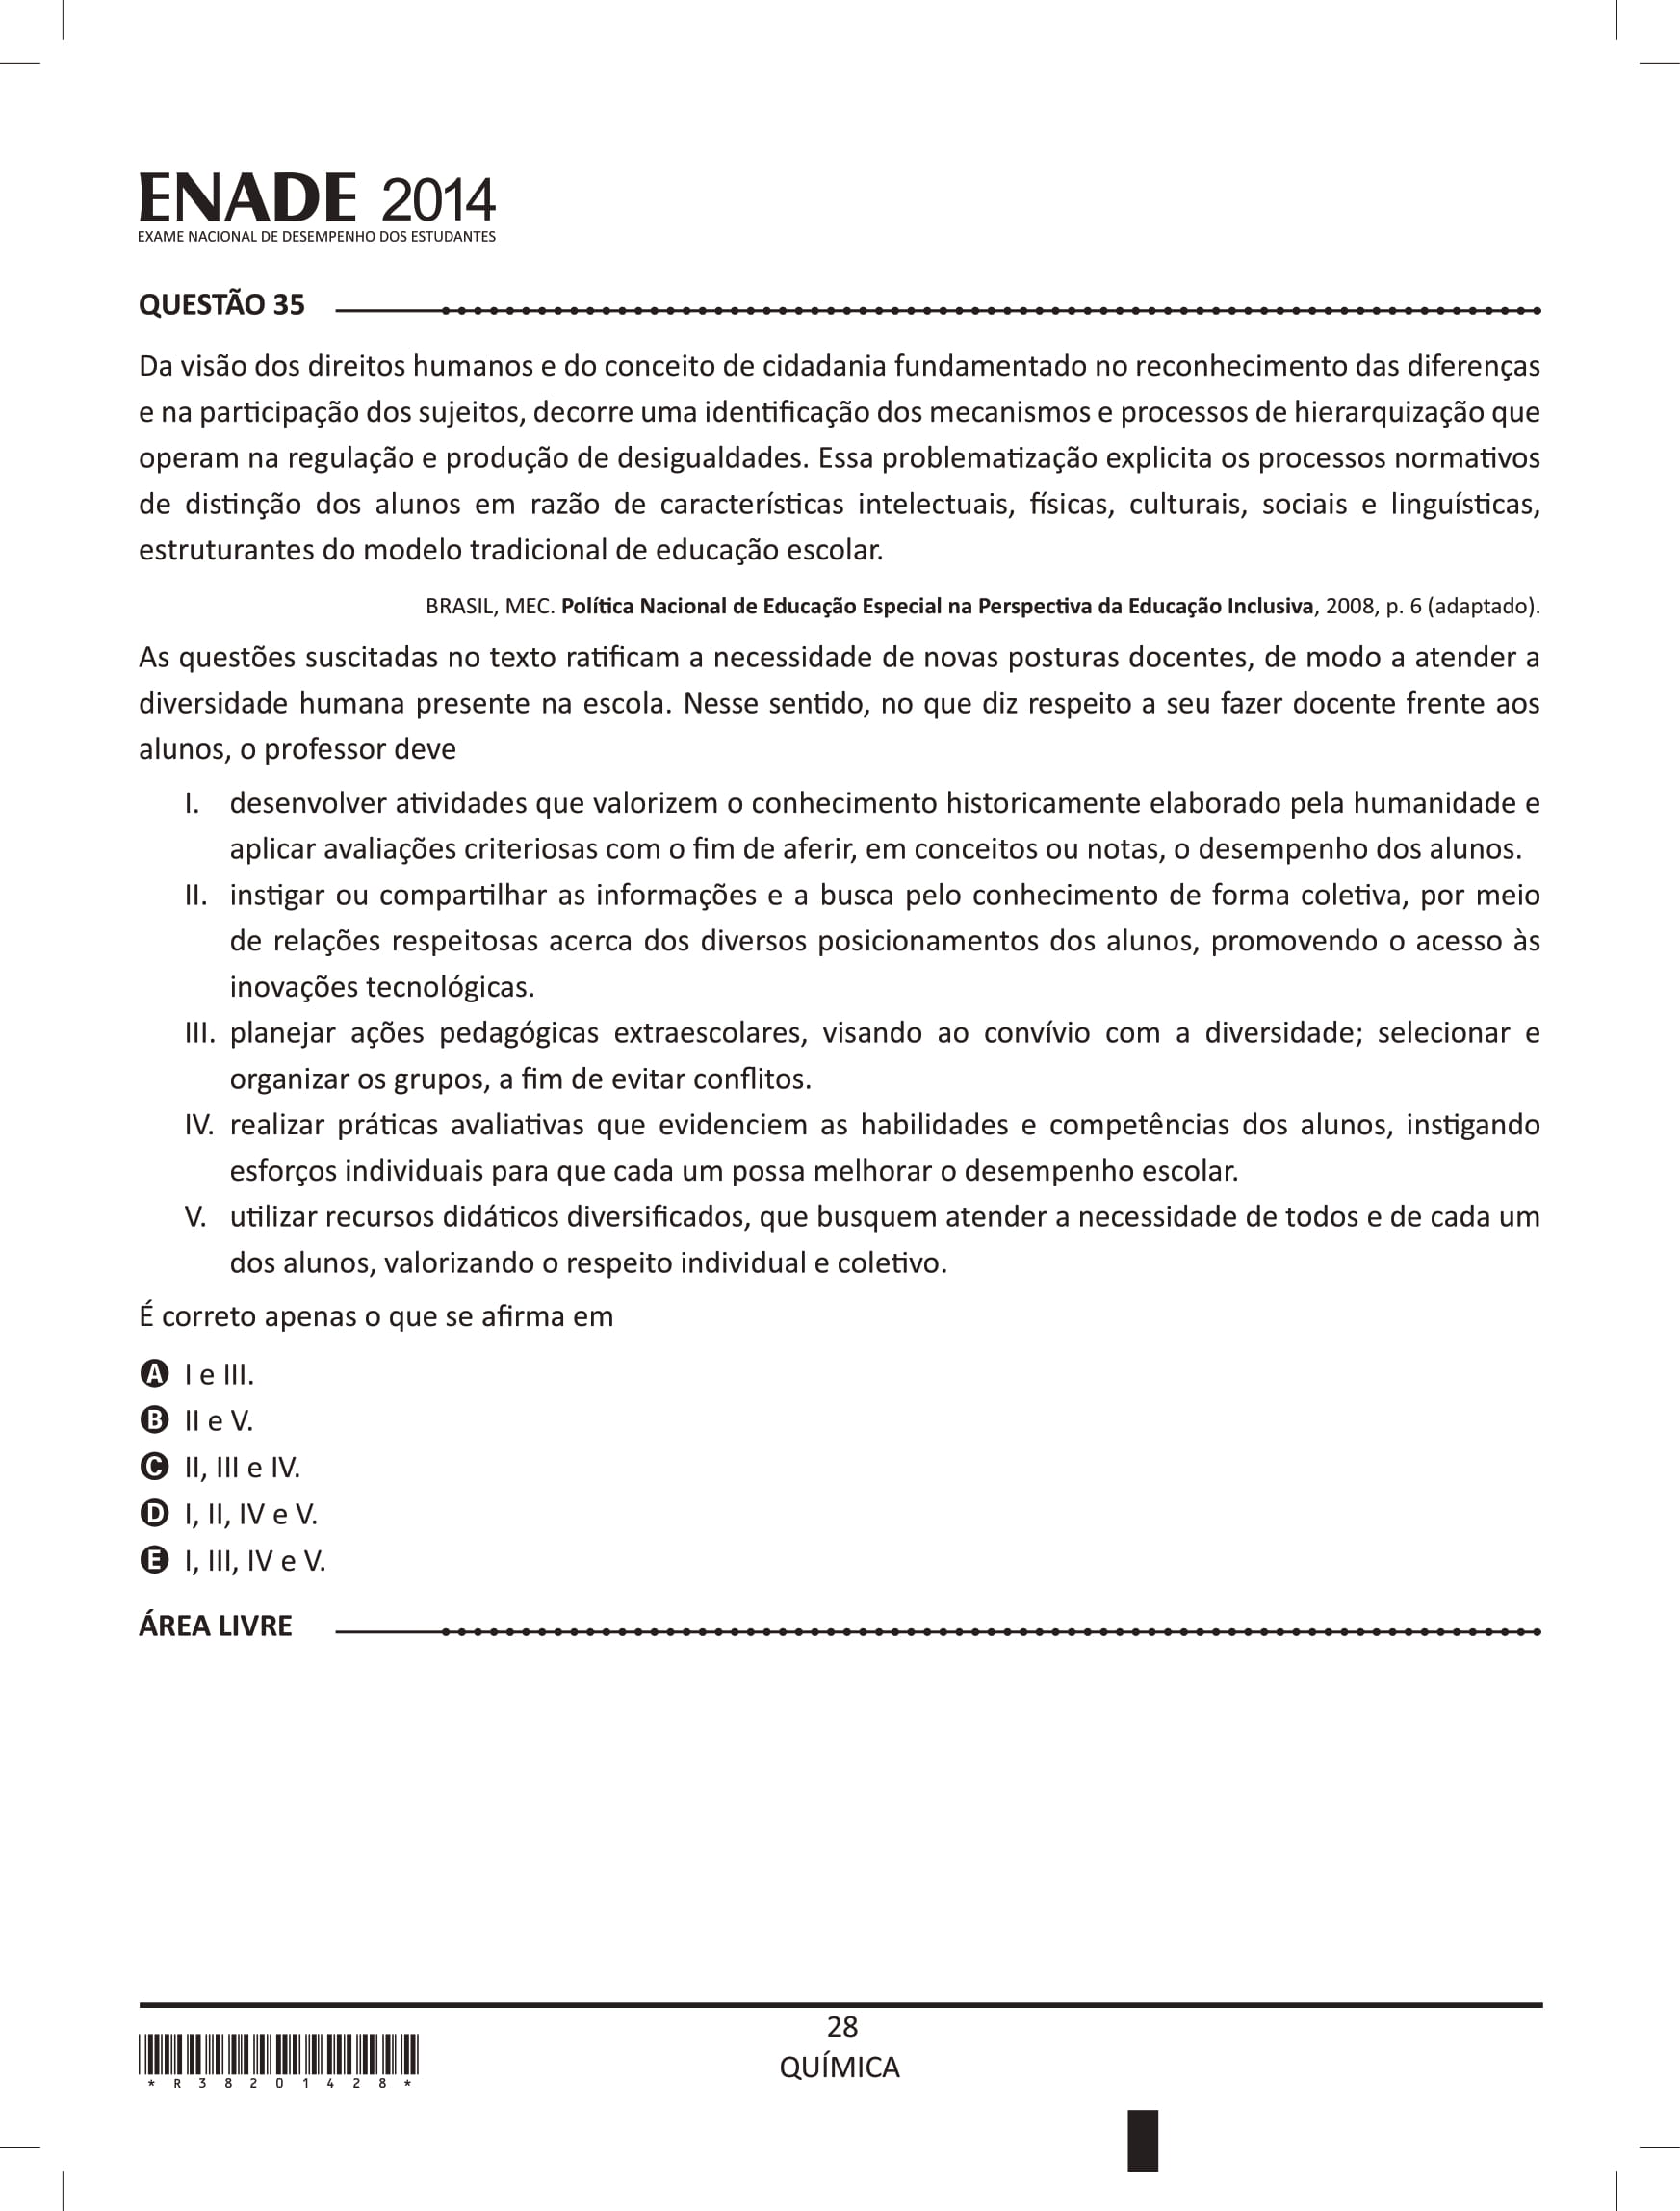 ENADE 2014
EXAME NACIONAL DE DESEMPENHO DOS ESTUDANTES
QUESTÃO 35
Da visão dos direitos humanos e do conceito de cidadania fundamentado no reconhecimento das diferenças
e na participação dos sujeitos, decorre uma identificação dos mecanismos e processos de hierarquização que
operam na regulação e produção de desigualdades. Essa problematização explicita os processos normativos
de distinção dos alunos em razão de características intelectuais, físicas, culturais, sociais e linguísticas,
estruturantes do modelo tradicional de educação escolar.
BRASIL, MEC. Política Nacional de Educação Especial na Perspectiva da Educação Inclusiva, 2008, p. 6 (adaptado).
As questões suscitadas no texto ratificam a necessidade de novas posturas docentes, de modo a atender a
diversidade humana presente na escola. Nesse sentido, no que diz respeito a seu fazer docente frente aos
alunos, o professor deve
I. desenvolver atividades que valorizem o conhecimento historicamente elaborado pela humanidade e
aplicar avaliações criteriosas com o fim de aferir, em conceitos ou notas, o desempenho dos alunos.
II. instigar ou compartilhar as informações e a busca pelo conhecimento de forma coletiva, por meio
de relações respeitosas acerca dos diversos posicionamentos dos alunos, promovendo o acesso às
inovações tecnológicas.
III. planejar ações pedagógicas extraescolares, visando ao convívio com a diversidade; selecionar e
organizar os grupos, a fim de evitar conflitos.
IV. realizar práticas avaliativas que evidenciem as habilidades e competências dos alunos, instigando
esforços individuais para que cada um possa melhorar o desempenho escolar.
V. utilizar recursos didáticos diversificados, que busquem atender a necessidade de todos e de cada um
dos alunos, valorizando o respeito individual e coletivo.
É correto apenas o que se afirma em
A I e III.
B II e V.
C II, III e IV.
D I, II, IV e V.
E I, III, IV e V.
ÁREA LIVRE
28
QUÍMICA
* R 3 8 2 0 1 4 2 8 *